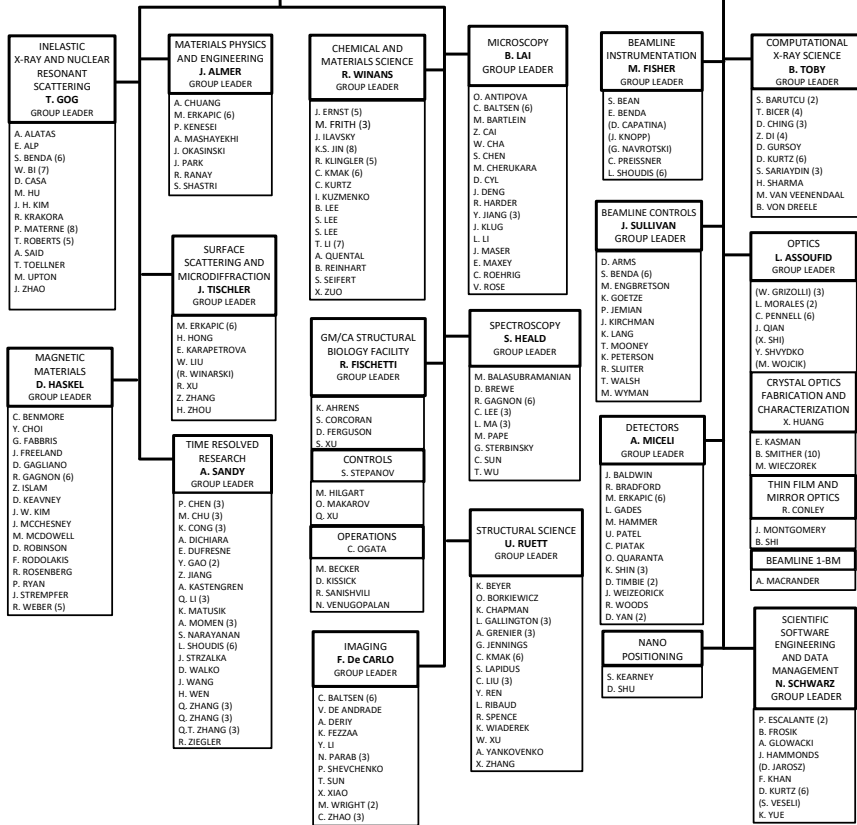 INELASTIC
X-RAY AND NUCLEAR
RESONANT
SCATTERING
T. GOG
GROUP LEADER
A. ALATAS
E. ALP
S. BENDA (6)
W. BI (7)
D. CASA
M. HU
J. H. KIM
R. KRAKORA
P. MATERNE (8)
T. ROBERTS (5)
A. SAID
T. TOELLNER
M. UPTON
J. ZHAO
MAGNETIC
MATERIALS
D. HASKEL
GROUP LEADER
C. BENMORE
Y. CHOI
G. FABBRIS
J. FREELAND
D. GAGLIANO
R. GAGNON (6)
Z. ISLAM
D. KEAVNEY
J. W. KIM
J. MCCHESNEY
M. MCDOWELL
D. ROBINSON
F. RODOLAKIS
R. ROSENBERG
P. RYAN
J. STREMPFER
R. WEBER (5)
MATERIALS PHYSICS
AND ENGINEERING
J. ALMER
GROUP LEADER
A. CHUANG
M. ERKAPIC (6)
P. KENESEI
A. MASHAYEKHI
J. OKASINSKI
J. PARK
R. RANAY
S. SHASTRI
SURFACE
SCATTERING AND
MICRODIFFRACTION
J. TISCHLER
GROUP LEADER
M. ERKAPIC (6)
H. HONG
E. KARAPETROVA
W. LIU
(R. WINARSKI)
R. XU
Z. ZHANG
H. ZHOU
TIME RESOLVED
RESEARCH
A. SANDY
GROUP LEADER
P. CHEN (3)
M. CHU (3)
K. CONG (3)
A. DICHIARA
E. DUFRESNE
Y. GAO (2)
Z. JIANG
A. KASTENGREN
Q. LI (3)
K. MATUSIK
A. MOMEN (3)
S. NARAYANAN
L. SHOUDIS (6)
J. STRZALKA
D. WALKO
J. WANG
H. WEN
Q. ZHANG (3)
Q. ZHANG (3)
Q.T. ZHANG (3)
R. ZIEGLER
CHEMICAL AND
MATERIALS SCIENCE
R. WINANS
GROUP LEADER
J. ERNST (5)
M. FRITH (3)
J. ILAVSKY
K.S. JIN (8)
R. KLINGLER (5)
C. KMAK (6)
C. KURTZ
I. KUZMENKO
B. LEE
S. LEE
S. LEE
T. LI (7)
A. QUENTAL
B. REINHART
S. SEIFERT
X. ZUO
GM/CA STRUCTURAL
BIOLOGY FACILITY
R. FISCHETTI
GROUP LEADER
K. AHRENS
S. CORCORAN
D. FERGUSON
S. XU
CONTROLS
S. STEPANOV
M. HILGART
O. MAKAROV
Q. XU
OPERATIONS
C. OGATA
M. BECKER
D. KISSICK
R. SANISHVILI
N. VENUGOPALAN
IMAGING
F. De CARLO
GROUP LEADER
C. BALTSEN (6)
V. DE ANDRADE
A. DERIY
K. FEZZAA
Y. LI
N. PARAB (3)
P. SHEVCHENKO
T. SUN
X. XIAO
M. WRIGHT (2)
C. ZHAO (3)
MICROSCOPY
B. LAI
GROUP LEADER
O. ANTIPOVA
C. BALTSEN (6)
M. BARTLEIN
Z. CAI
W. CHA
S. CHEN
M. CHERUKARA
D. CYL
J. DENG
R. HARDER
Y. JIANG (3)
J. KLUG
L. LI
J. MASER
E. MAXEY
C. ROEHRIG
V. ROSE
SPECTROSCOPY
S. HEALD
GROUP LEADER
M. BALASUBRAMANIAN
D. BREWE
R. GAGNON (6)
C. LEE (3)
L. MA (3)
M. PAPE
G. STERBINSKY
C. SUN
T. WU
STRUCTURAL SCIENCE
U. RUETT
GROUP LEADER
K. BEYER
O. BORKIEWICZ
K. CHAPMAN
L. GALLINGTON (3)
A. GRENIER (3)
G. JENNINGS
C. KMAK (6)
S. LAPIDUS
C. LIU (3)
Y. REN
L. RIBAUD
R. SPENCE
K. WIADEREK
W. XU
A. YANKOVENKO
X. ZHANG
BEAMLINE
INSTRUMENTATION
M. FISHER
GROUP LEADER
S. BEAN
E. BENDA
(D. CAPATINA)
(J. KNOPP)
(G. NAVROTSKI)
C. PREISSNER
L. SHOUDIS (6)
BEAMLINE CONTROLS
J. SULLIVAN
GROUP LEADER
D. ARMS
S. BENDA (6)
M. ENGBRETSON
K. GOETZE
P. JEMIAN
J. KIRCHMAN
K. LANG
T. MOONEY
K. PETERSON
R. SLUITER
T. WALSH
M. WYMAN
DETECTORS
A. MICELI
GROUP LEADER
J. BALDWIN
R. BRADFORD
M. ERKAPIC (6)
L. GADES
M. HAMMER
U. PATEL
C. PIATAK
O. QUARANTA
K. SHIN (3)
D. TIMBIE (2)
J. WEIZEORICK
R. WOODS
D. YAN (2)
NANO
POSITIONING
S. KEARNEY
D. SHU
COMPUTATIONAL
X-RAY SCIENCE
B. TOBY
GROUP LEADER
S. BARUTCU (2)
T. BICER (4)
D. CHING (3)
Z. DI (4)
D. GURSOY
D. KURTZ (6)
S. SARIAYDIN (3)
H. SHARMA
M. VAN VEENENDAAL
B. VON DREELE
OPTICS
L. ASSOUFID
GROUP LEADER
(W. GRIZOLLI) (3)
L. MORALES (2)
C. PENNELL (6)
J. QIAN
(X. SHI)
Y. SHVYDKO
(M. WOJCIK)
CRYSTAL OPTICS
FABRICATION AND
CHARACTERIZATION
X. HUANG
E. KASMAN
B. SMITHER (10)
M. WIECZOREK
THIN FILM AND
MIRROR OPTICS
R. CONLEY
J. MONTGOMERY
B. SHI
BEAMLINE 1-BM
A. MACRANDER
SCIENTIFIC
SOFTWARE
ENGINEERING
AND DATA
MANAGEMENT
N. SCHWARZ
GROUP LEADER
P. ESCALANTE (2)
B. FROSIK
A. GLOWACKI
J. HAMMONDS
(D. JAROSZ)
F. KHAN
D. KURTZ (6)
(S. VESELI)
K. YUE